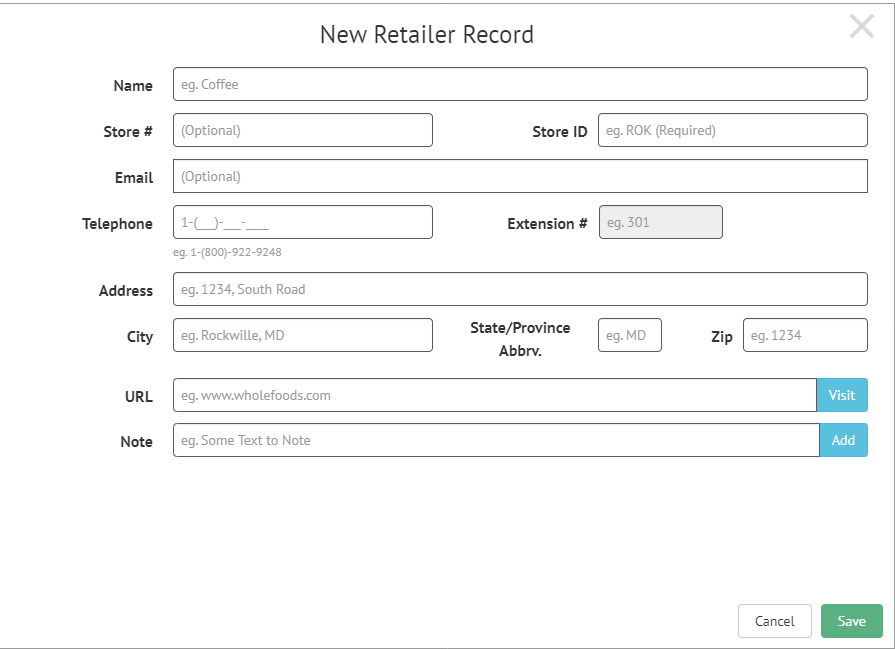 New Retailer Record
Name eg. Coffee
Store # (Optional) Store ID eg. ROK (Required)
Email (Optional)
Telephone 1-(___)-___-____ Extension # eg. 301
eg. 1-(800)-922-9248
Address eg. 1234, South Road
City eg. Rockwille, MD State/Province Abbrv. eg. MD Zip eg. 1234
URL eg. www.wholefoods.com Visit
Note eg. Some Text to Note Add
Cancel Save